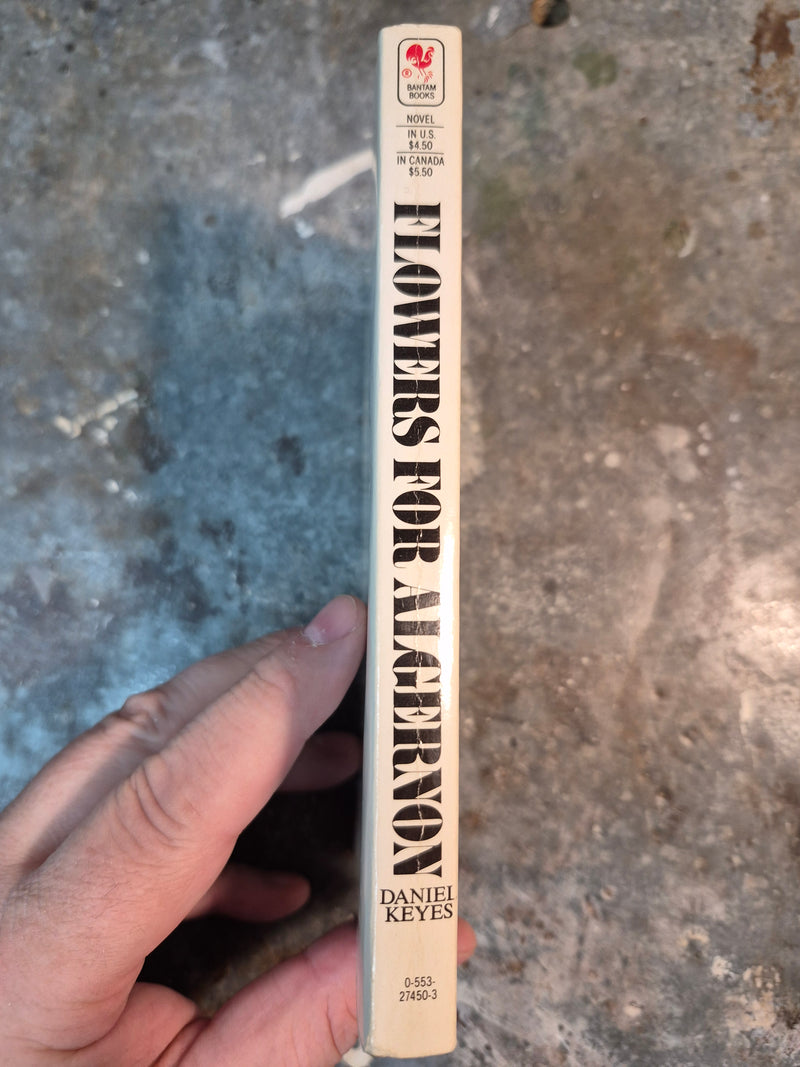 BANTAM
BOOKS
NOVEL
IN U.S.
$4.50
IN CANADA
$5.50
FLOWERS FOR ALGERNON
DANIEL
KEYES
0-553-
27450-3